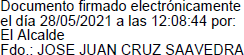 Documento firmado electrónicamente
el día 28/05/2021 a las 12:08:44 por:
El Alcalde
Fdo.: JOSE JUAN CRUZ SAAVEDRA